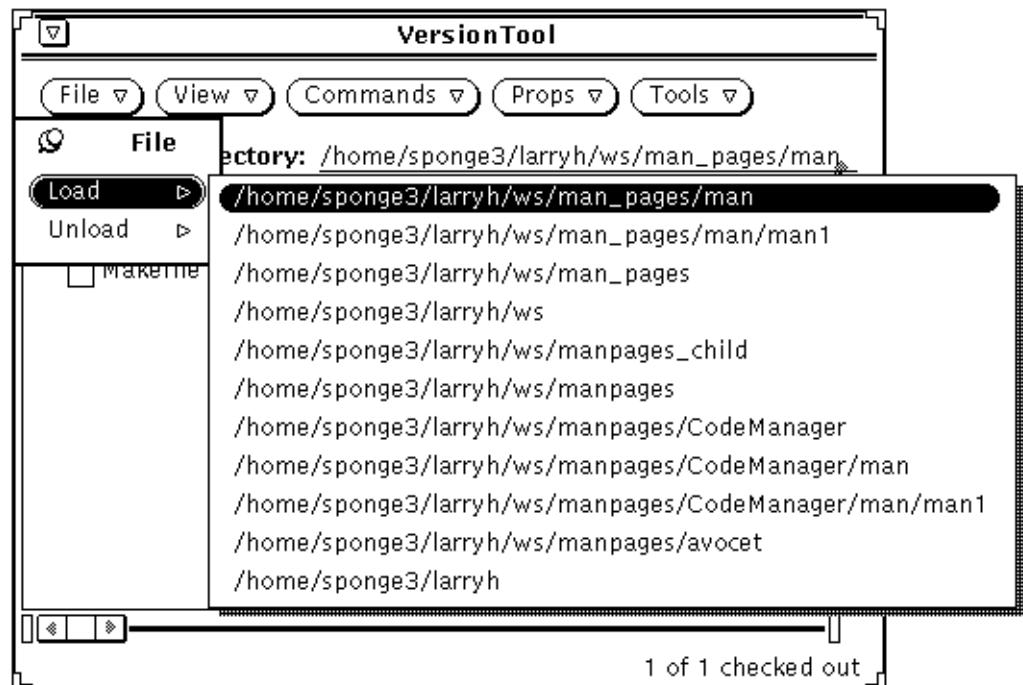 VersionTool
File View Commands Props Tools
File
ectory: /home/sponge3/larryh/ws/man_pages/man
Load
Unload
/home/sponge3/larryh/ws/man_pages/man
/home/sponge3/larryh/ws/man_pages/man/man1
/home/sponge3/larryh/ws/man_pages
/home/sponge3/larryh/ws
/home/sponge3/larryh/ws/manpages_child
/home/sponge3/larryh/ws/manpages
/home/sponge3/larryh/ws/manpages/CodeManager
/home/sponge3/larryh/ws/manpages/CodeManager/man
/home/sponge3/larryh/ws/manpages/CodeManager/man/man1
/home/sponge3/larryh/ws/manpages/avocet
/home/sponge3/larryh
1 of 1 checked out